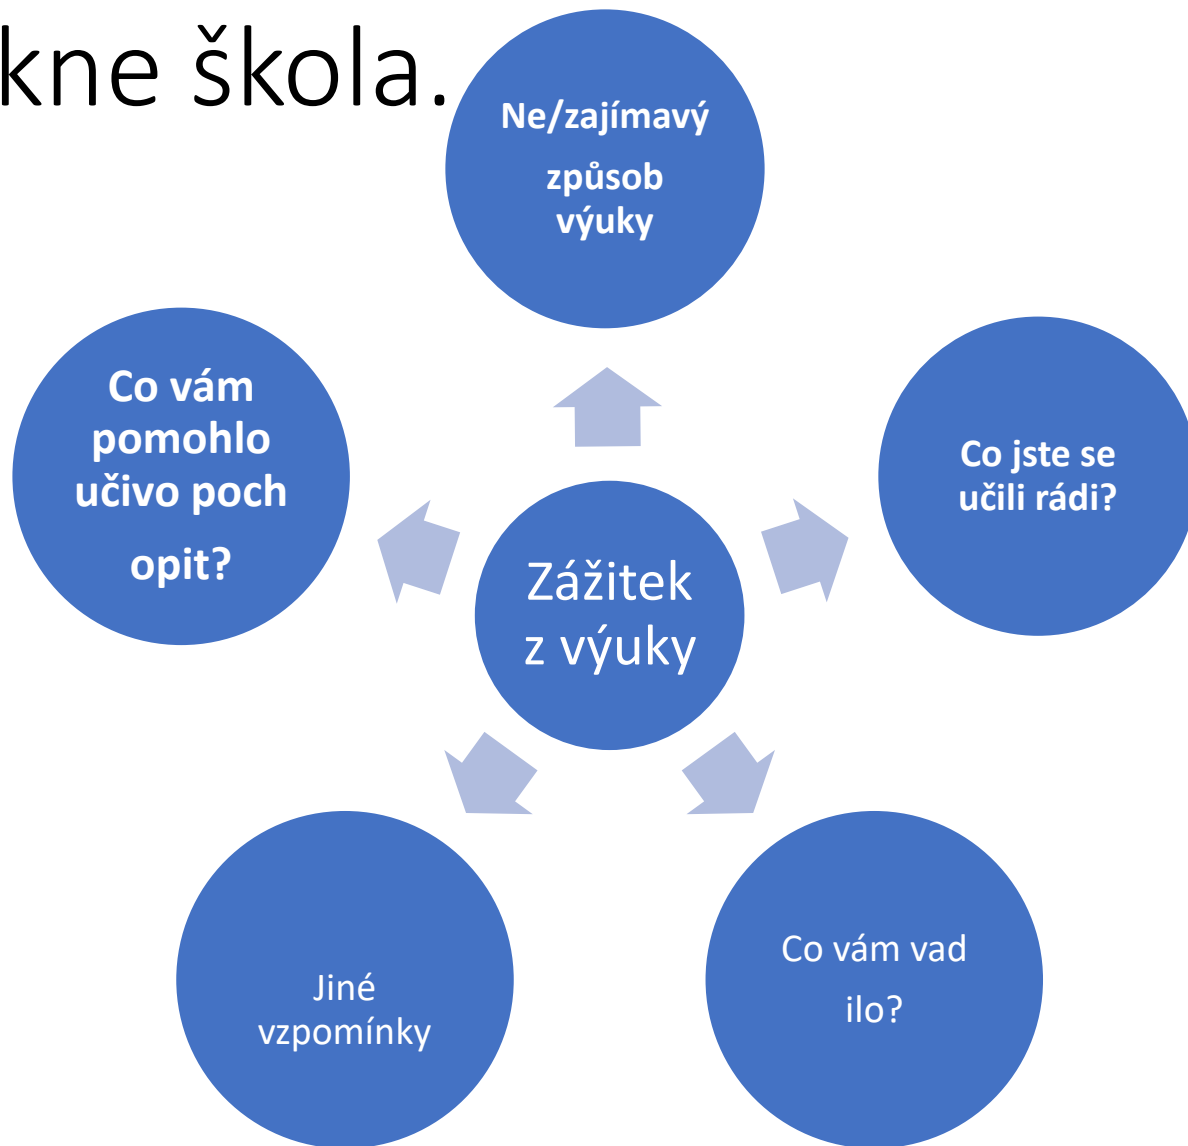 kne škola.
Ne/zajímavý
způsob
výuky
Co vám
pomohlo
učivo poch
opit?
Co jste se
učili rádi?
Zážitek
z výuky
Jiné
vzpomínky
Co vám vad
ilo?